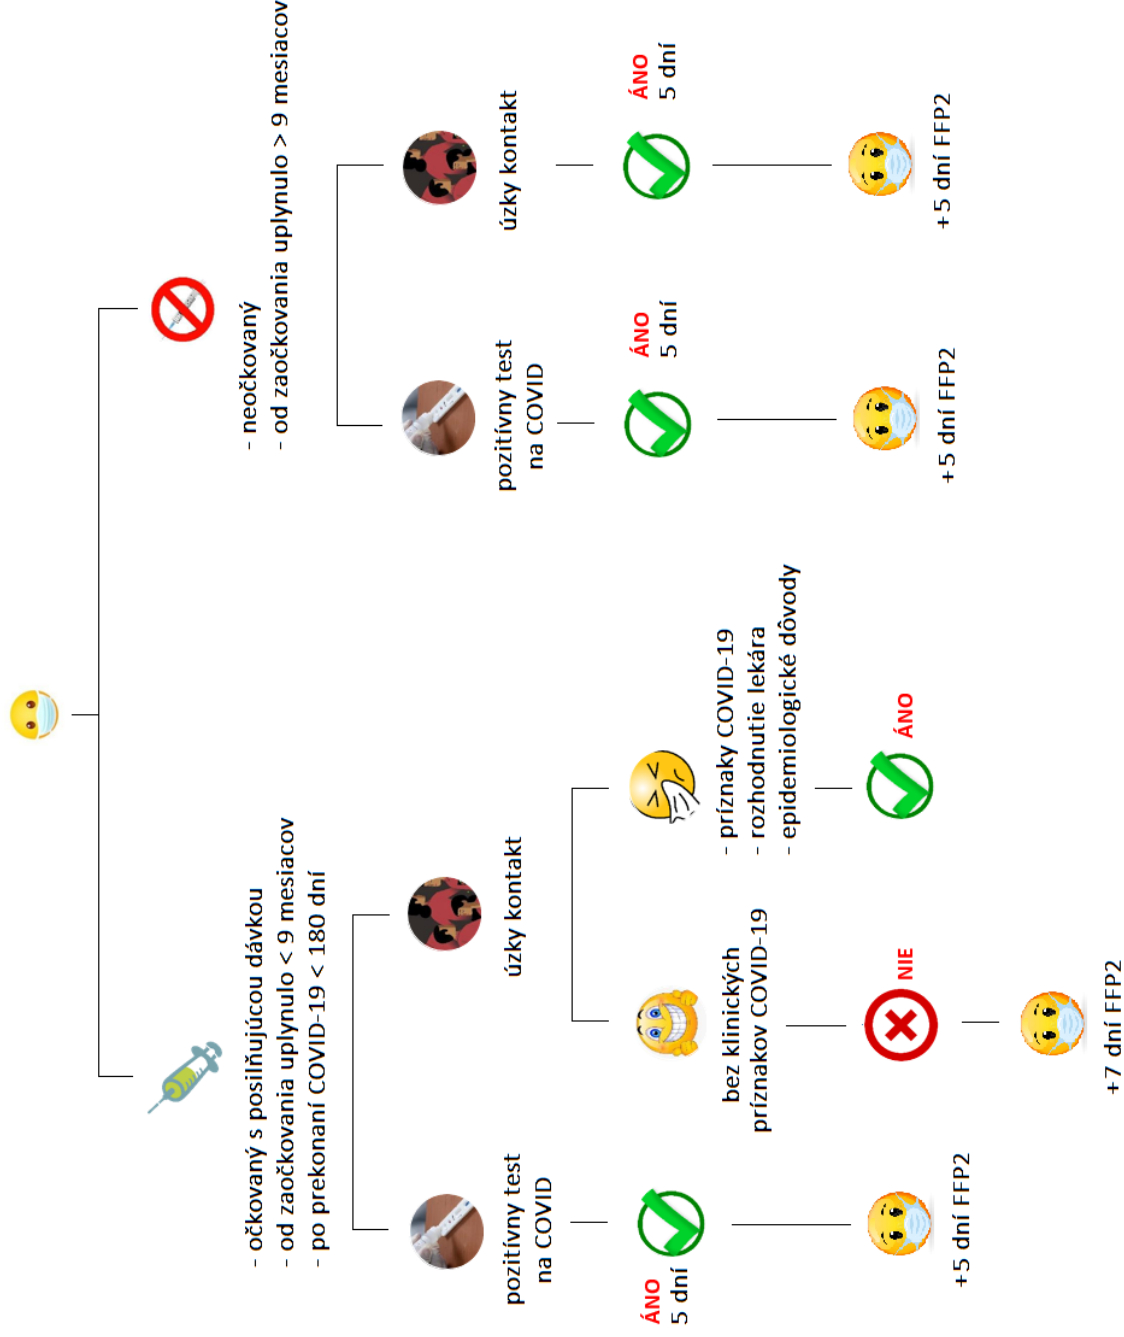 - očkovaný s posilňujúcou dávkou
- od zaočkovania uplynulo < 9 mesiacov
- po prekonaní COVID-19 < 180 dní
- neočkovaný
- od zaočkovania uplynulo > 9 mesiacov
pozitívny test
na COVID
úzky kontakt
pozitívny test
na COVID
úzky kontakt
ÁNO
5 dní
bez klinických
príznakov COVID-19
- príznaky COVID-19
- rozhodnutie lekára
- epidemiologické dôvody
ÁNO
5 dní
ÁNO
5 dní
+5 dní FFP2
NIE
ÁNO
+5 dní FFP2
+5 dní FFP2
+7 dní FFP2